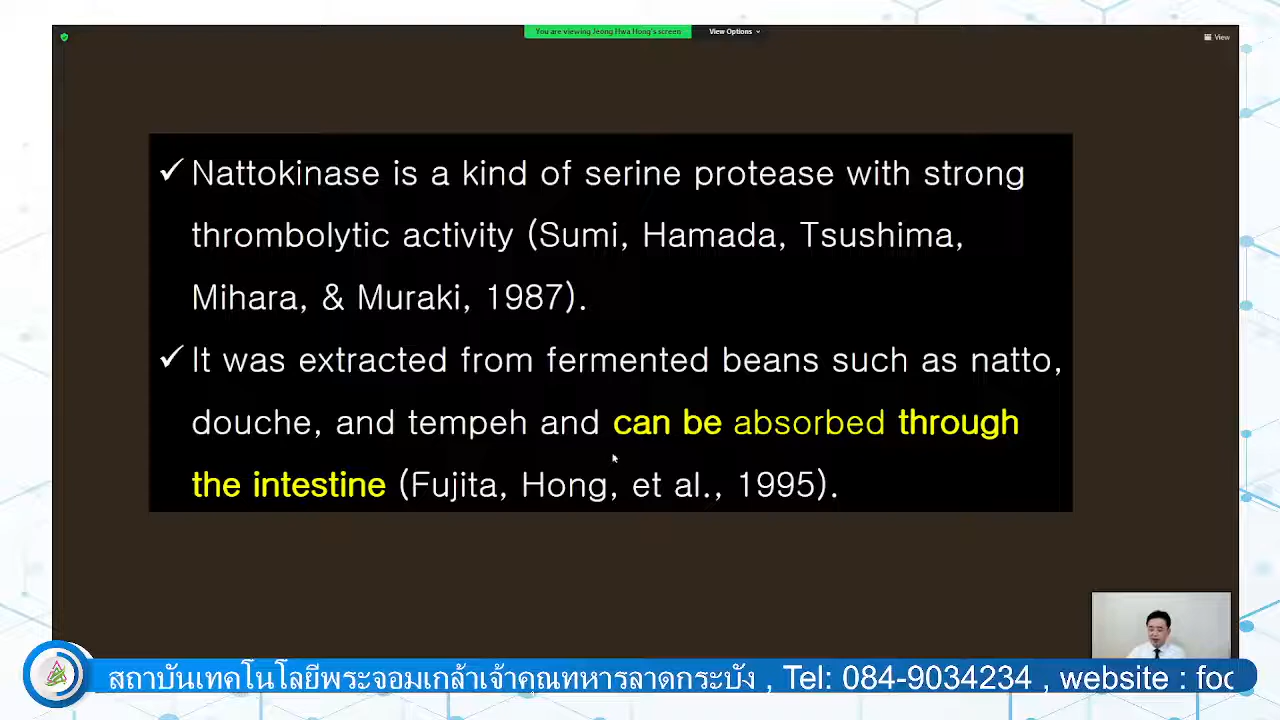 You are viewing Jeong Hwa Hong's screen
View Options
View
✓ Nattokinase is a kind of serine protease with strong
thrombolytic activity (Sumi, Hamada, Tsushima,
Mihara, & Muraki, 1987).
✓ It was extracted from fermented beans such as natto,
douche, and tempeh and can be absorbed through
the intestine (Fujita, Hong, et al., 1995).
สถาบันเทคโนโลยีพระจอมเกล้าเจ้าคุณทหารลาดกระบัง , Tel: 084-9034234 , website : foo